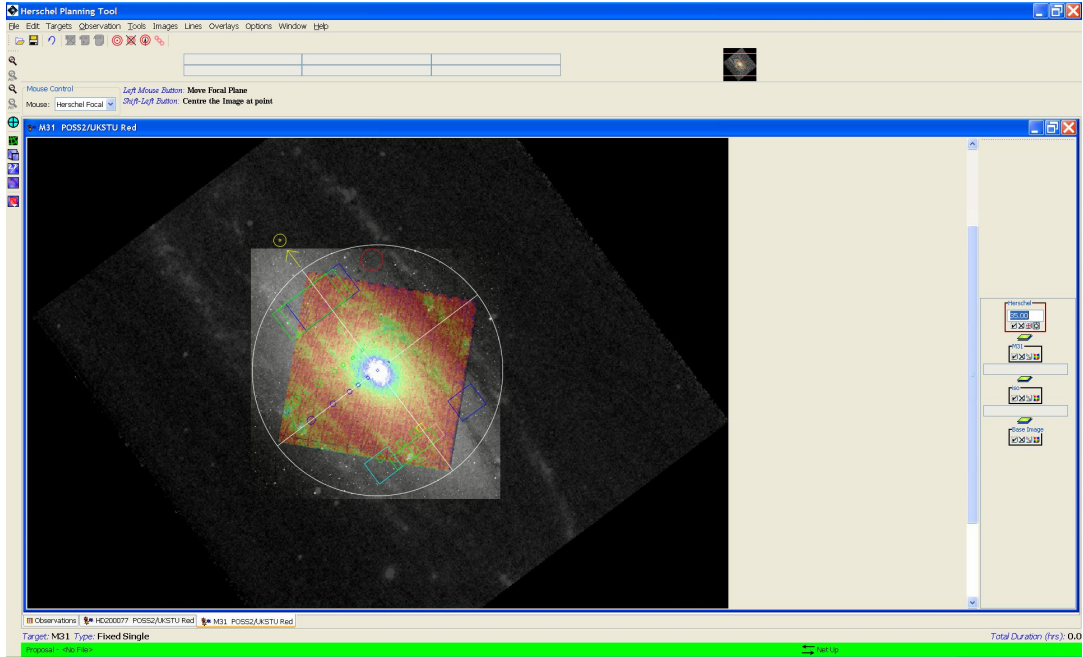 Herschel Planning Tool
File Edit Targets Observation Tools Images Lines Overlays Options Window Help
Mouse Control
Left Mouse Button: Move Focal Plane
Mouse: Herschel Focal
Shift-Left Button: Centre the Image at point
M31 POSS2/UKSTU Red
Herschel
35.00
M31
iso
Base Image
Observations HD200077 POSS2/UKSTU Red M31 POSS2/UKSTU Red
Target: M31 Type: Fixed Single Total Duration (hrs): 0.0
Proposal - <No File> Net Up